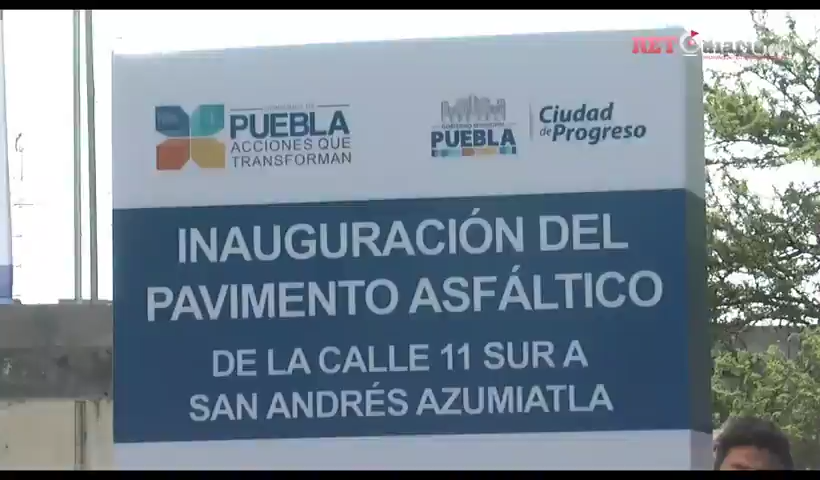 RETOdiario
PUEBLA
ACCIONES QUE
TRANSFORMAN
PUEBLA
Ciudad
de Progreso
INAUGURACIÓN DEL
PAVIMENTO ASFÁLTICO
DE LA CALLE 11 SUR A
SAN ANDRÉS AZUMIATLA